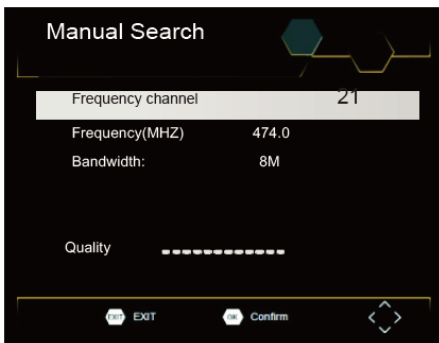 Manual Search
Frequency channel 21
Frequency(MHZ) 474.0
Bandwidth: 8M
Quality
EXIT EXIT
OK Confirm